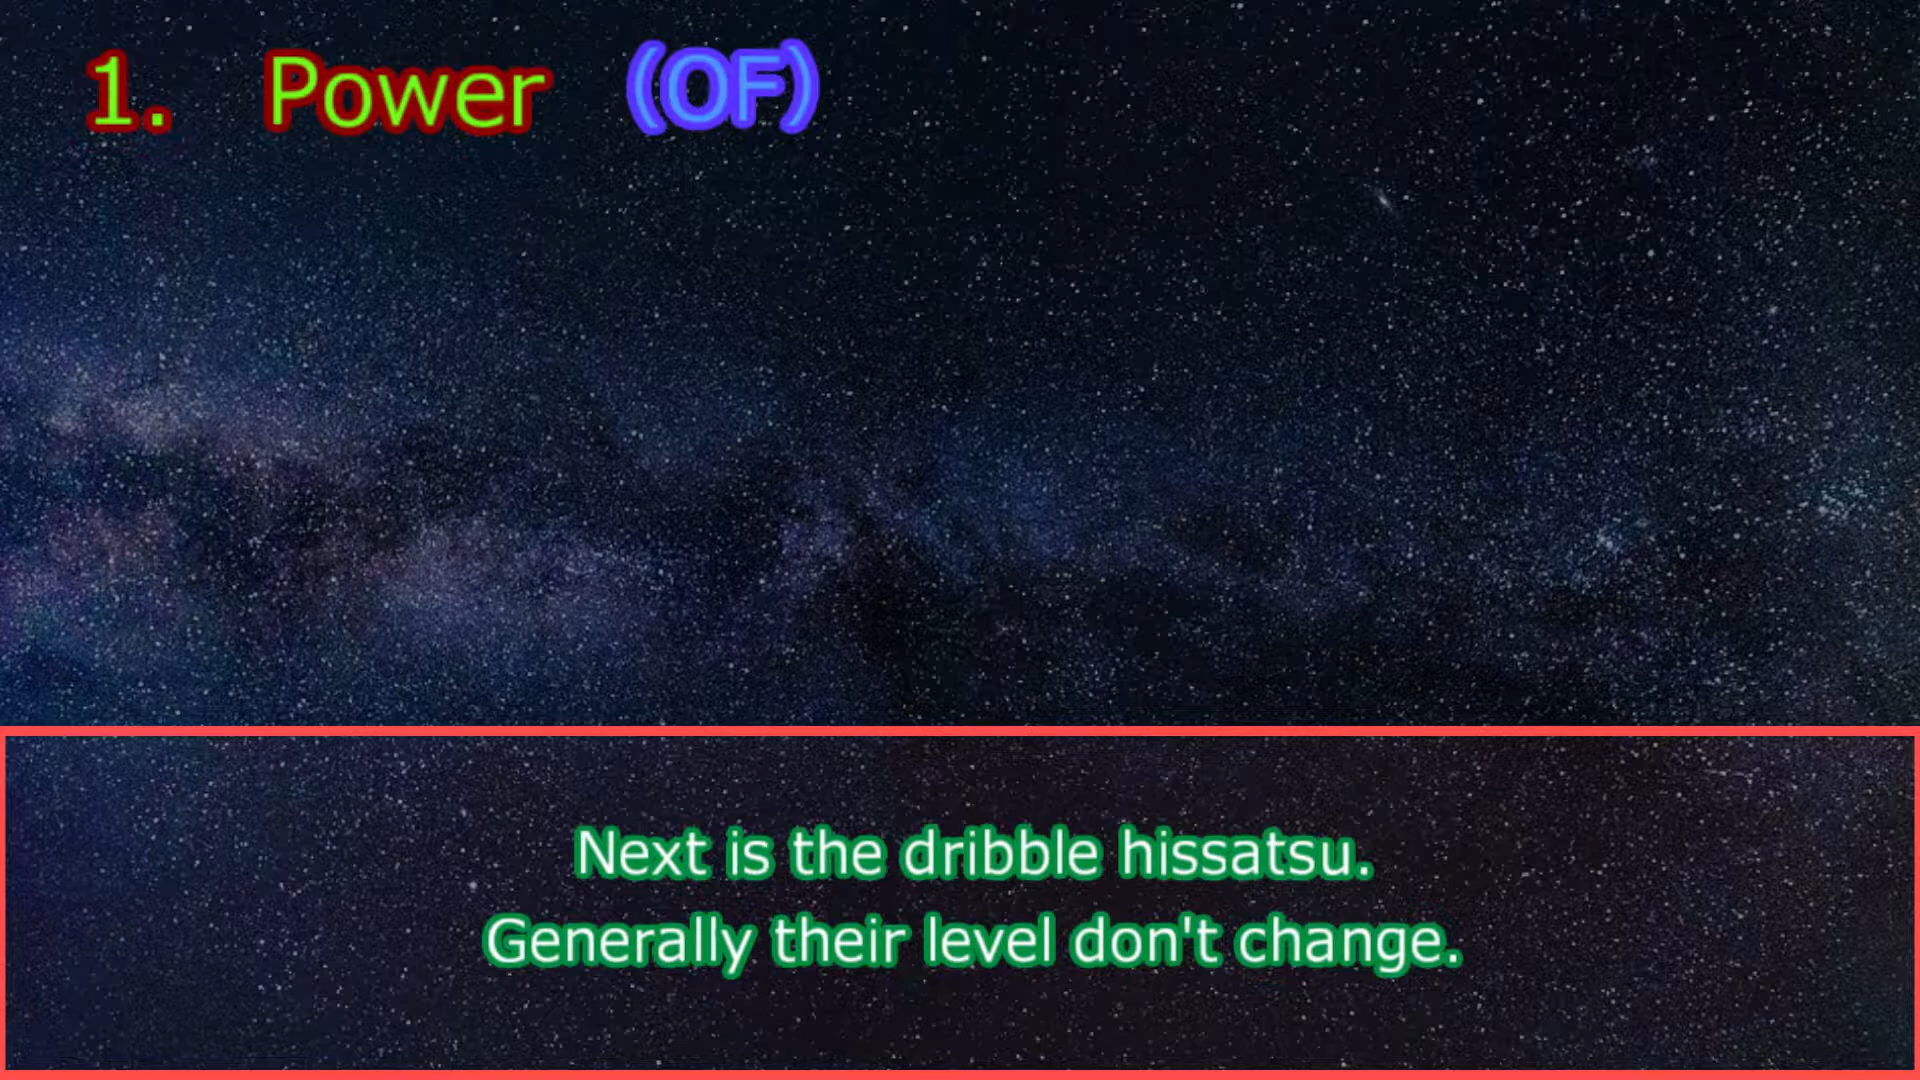 1. Power (OF)
Next is the dribble hissatsu.
Generally their level don't change.